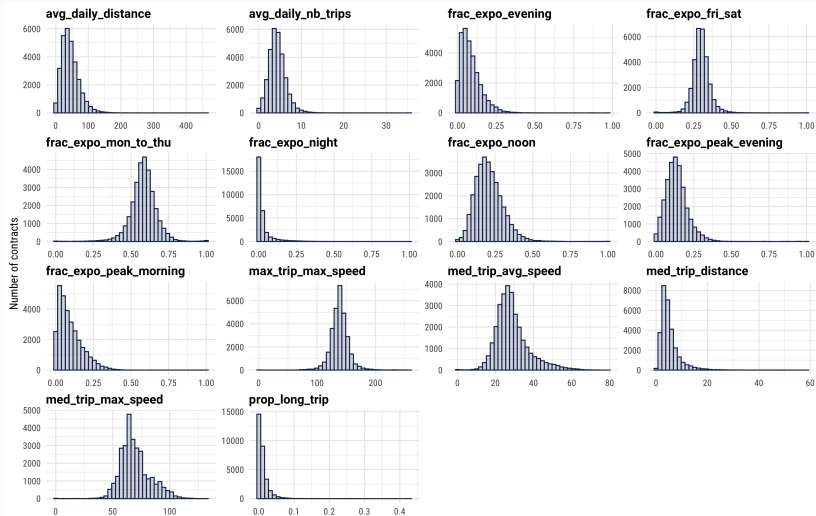 avg_daily_distance avg_daily_nb_trips frac_expo_evening frac_expo_fri_sat
6000 6000 4000 6000
4000 4000 2000 4000
2000 2000 0 2000
0 0 0
0 100 200 300 400 0 10 20 30 0.00 0.25 0.50 0.75 1.00 0.00 0.25 0.50 0.75 1.00
frac_expo_mon_to_thu frac_expo_night frac_expo_noon frac_expo_peak_evening
4000 15000 3000 5000
3000 10000 2000 4000
2000 5000 1000 3000
1000 0 0 2000
0 1000
0
0.00 0.25 0.50 0.75 1.00 0.00 0.25 0.50 0.75 1.00 0.00 0.25 0.50 0.75 1.00 0.00 0.25 0.50 0.75 1.00
Number of contracts
frac_expo_peak_morning max_trip_max_speed med_trip_avg_speed med_trip_distance
4000 6000 4000 8000
2000 4000 3000 6000
0 2000 2000 4000
0 1000 2000
0 0
0.00 0.25 0.50 0.75 1.00 0 100 200 0 20 40 60 80 0 20 40 60
med_trip_max_speed prop_long_trip
5000 15000
4000 10000
3000 5000
2000 0
1000
0
0 50 100 0.0 0.1 0.2 0.3 0.4